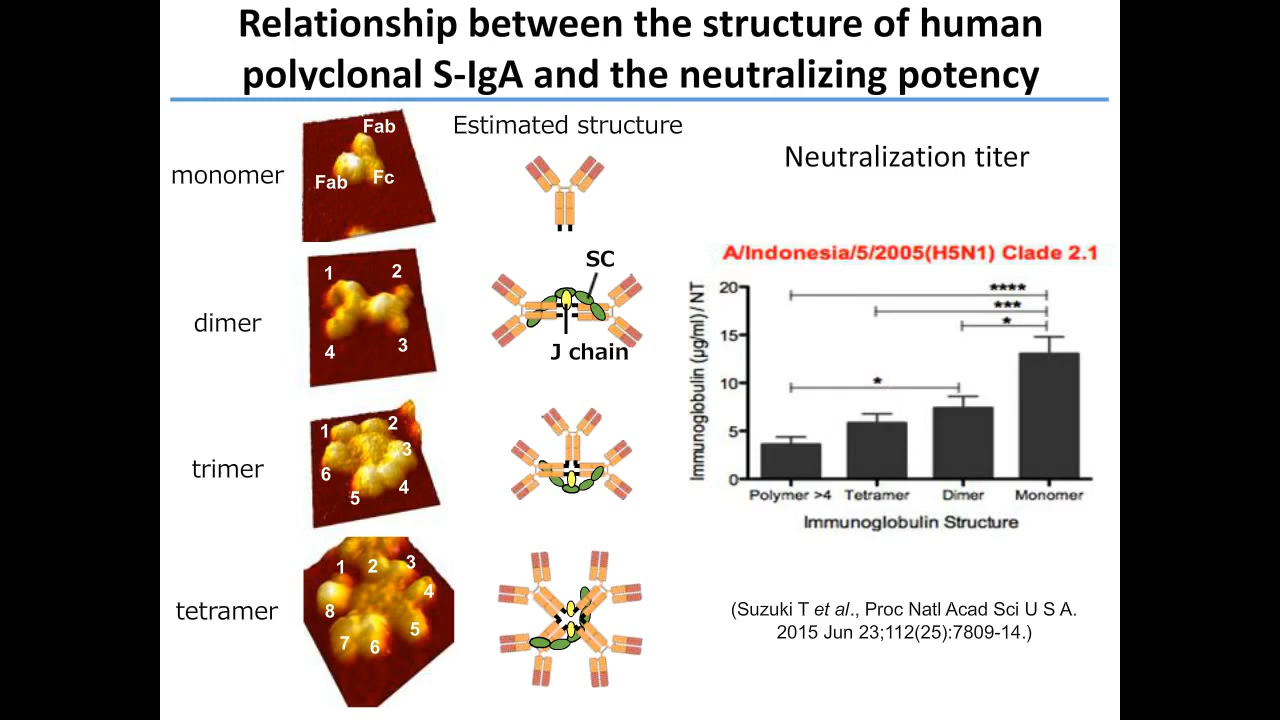 Relationship between the structure of human
polyclonal S-IgA and the neutralizing potency
Estimated structure
Neutralization titer
monomer
Fab
Fab
Fc
dimer
1
2
3
4
SC
J chain
trimer
1
2
3
4
5
6
tetramer
1
2
3
4
5
6
7
8
A/Indonesia/5/2005(H5N1) Clade 2.1
Immunoglobulin (µg/ml) / NT
20
15
10
5
0
****
***
*
*
Polymer >4 Tetramer Dimer Monomer
Immunoglobulin Structure
(Suzuki T et al., Proc Natl Acad Sci U S A.
2015 Jun 23;112(25):7809-14.)